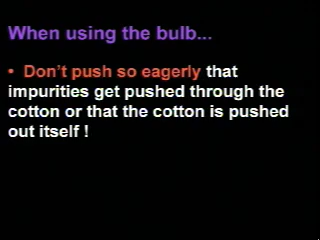 When using the bulb...
• Don't push so eagerly that
impurities get pushed through the
cotton or that the cotton is pushed
out itself !